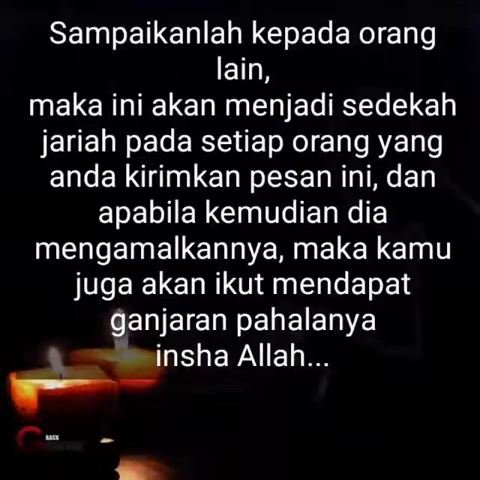 Sampaikanlah kepada orang
lain,
maka ini akan menjadi sedekah
jariah pada setiap orang yang
anda kirimkan pesan ini, dan
apabila kemudian dia
mengamalkannya, maka kamu
juga akan ikut mendapat
ganjaran pahalanya
insha Allah...
BACK